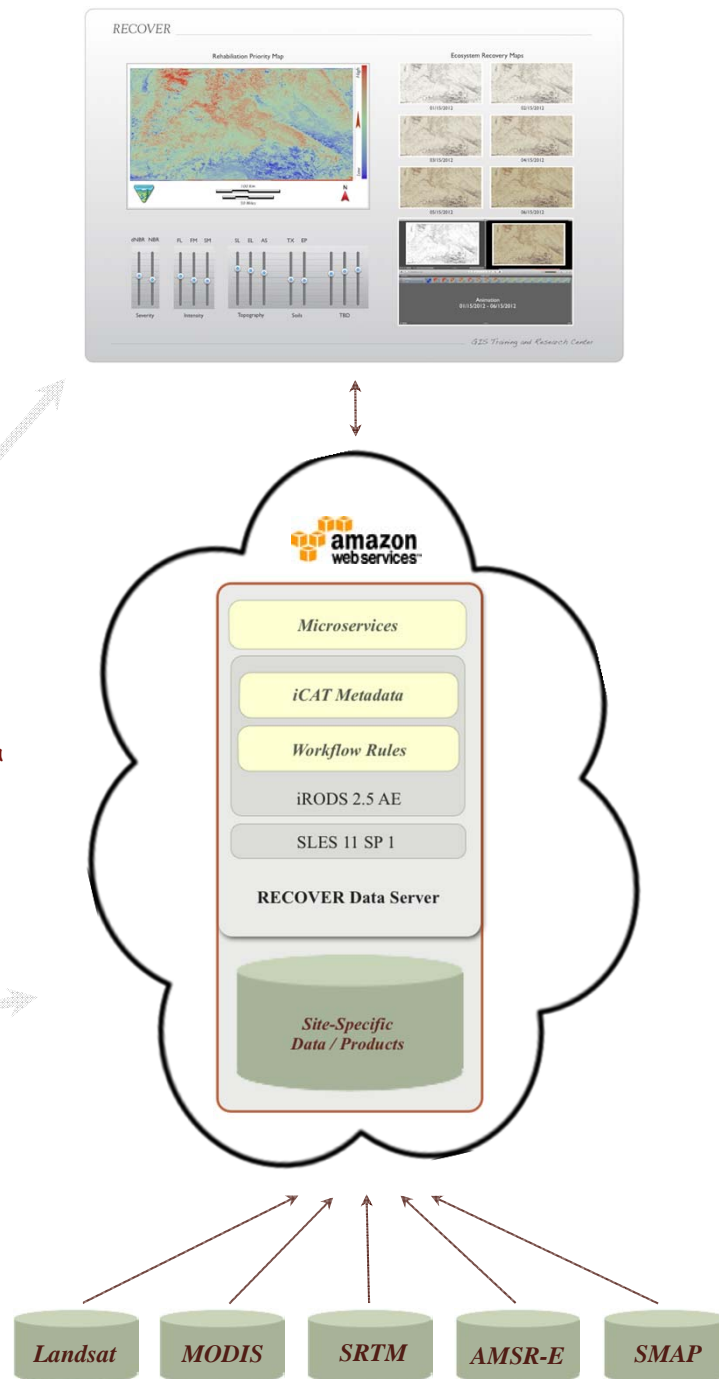 RECOVER
Rehabiliation Priority Map
Ecosystem Recovery Maps
High
Low
N
01/15/2012
02/15/2012
03/15/2012
04/15/2012
05/15/2012
06/15/2012
dNBR NBR
FL FM SM
SL EL AS
TX EP
Severity
Intensity
Topography
Soils
TBD
Animation
01/15/2012 - 06/15/2012
GIS Training and Research Center
amazon
webservices™
Microservices
iCAT Metadata
Workflow Rules
iRODS 2.5 AE
SLES 11 SP 1
RECOVER Data Server
Site-Specific
Data / Products
Landsat
MODIS
SRTM
AMSR-E
SMAP